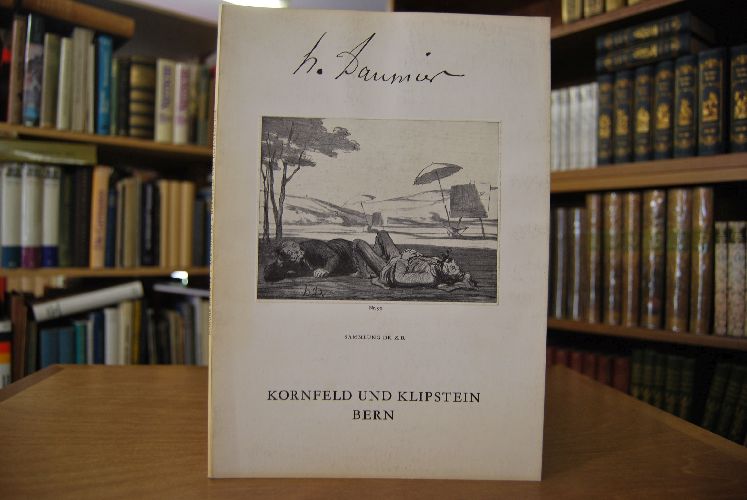 h. Daumier
h. D.
SAMMLUNG DR. Z.B.
KORNFELD UND KLIPSTEIN
BERN